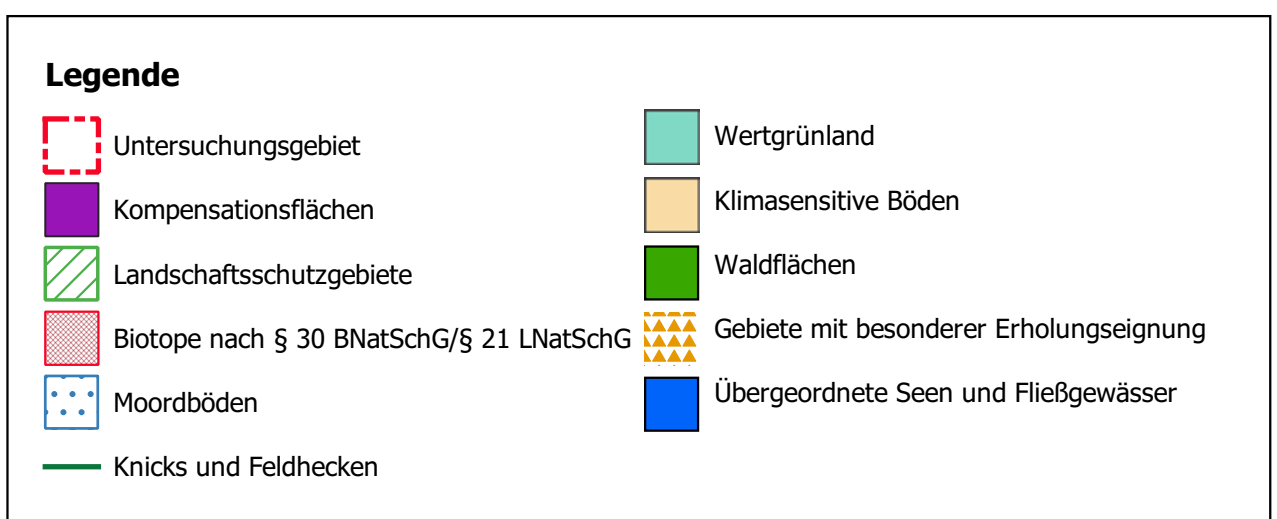 Legende
Untersuchungsgebiet
Kompensationsflächen
Landschaftsschutzgebiete
Biotope nach § 30 BNatSchG/§ 21 LNatSchG
Moordböden
Knicks und Feldhecken
Wertgrünland
Klimasensitive Böden
Waldflächen
Gebiete mit besonderer Erholungseignung
Übergeordnete Seen und Fließgewässer